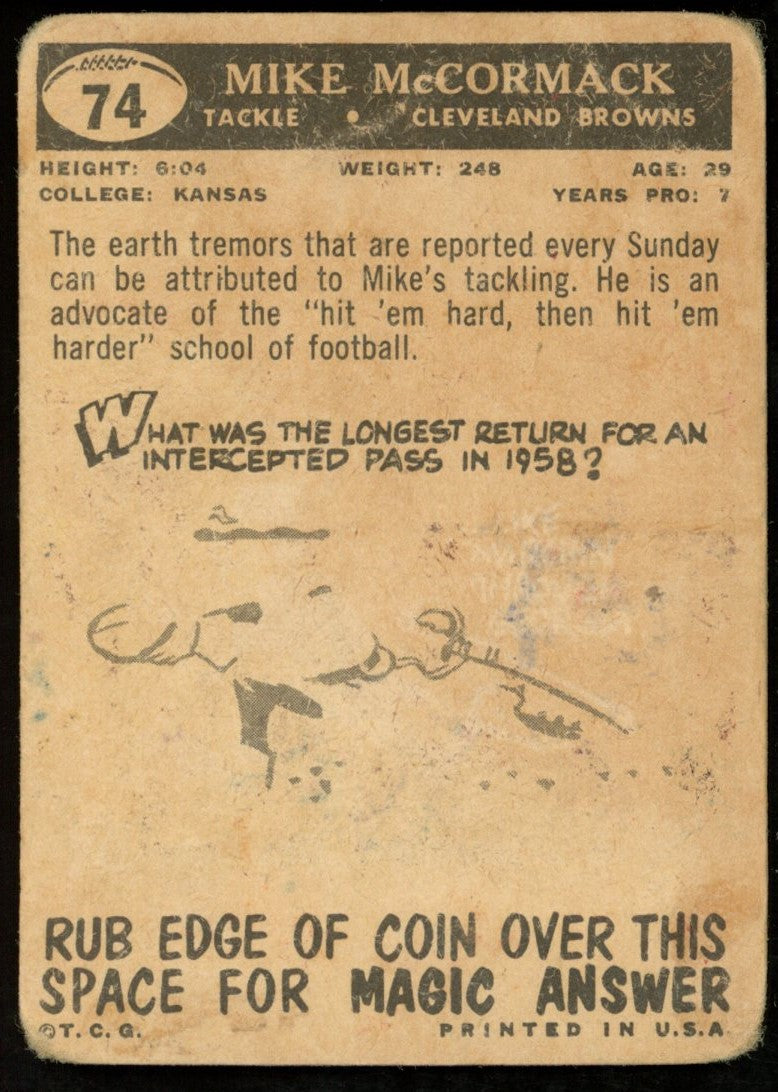 74
MIKE McCORMACK
TACKLE • CLEVELAND BROWNS
HEIGHT: 6:04 WEIGHT: 248 AGE: 29
COLLEGE: KANSAS YEARS PRO: 7
The earth tremors that are reported every Sunday
can be attributed to Mike's tackling. He is an
advocate of the "hit 'em hard, then hit 'em
harder" school of football.
WHAT WAS THE LONGEST RETURN FOR AN
INTERCEPTED PASS IN 1958?
RUB EDGE OF COIN OVER THIS
SPACE FOR MAGIC ANSWER
©T. C. G. PRINTED IN U.S.A.